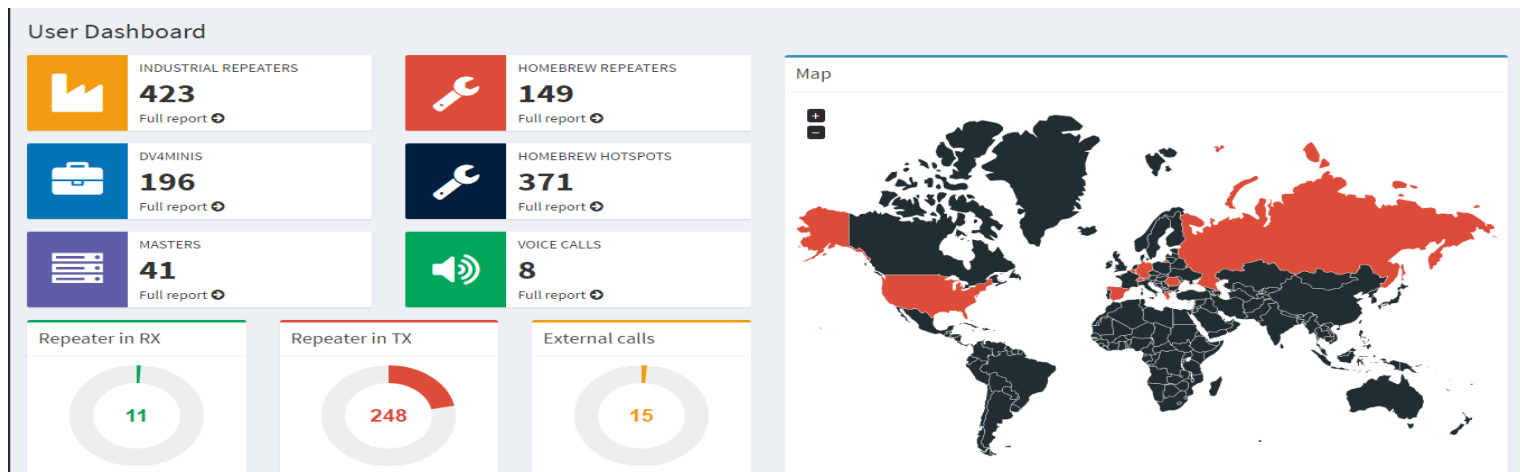 User Dashboard
INDUSTRIAL REPEATERS
423
Full report
HOMEBREW REPEATERS
149
Full report
DV4MINIS
196
Full report
HOMEBREW HOTSPOTS
371
Full report
MASTERS
41
Full report
VOICE CALLS
8
Full report
Repeater in RX
11
Repeater in TX
248
External calls
15
Map
+
−